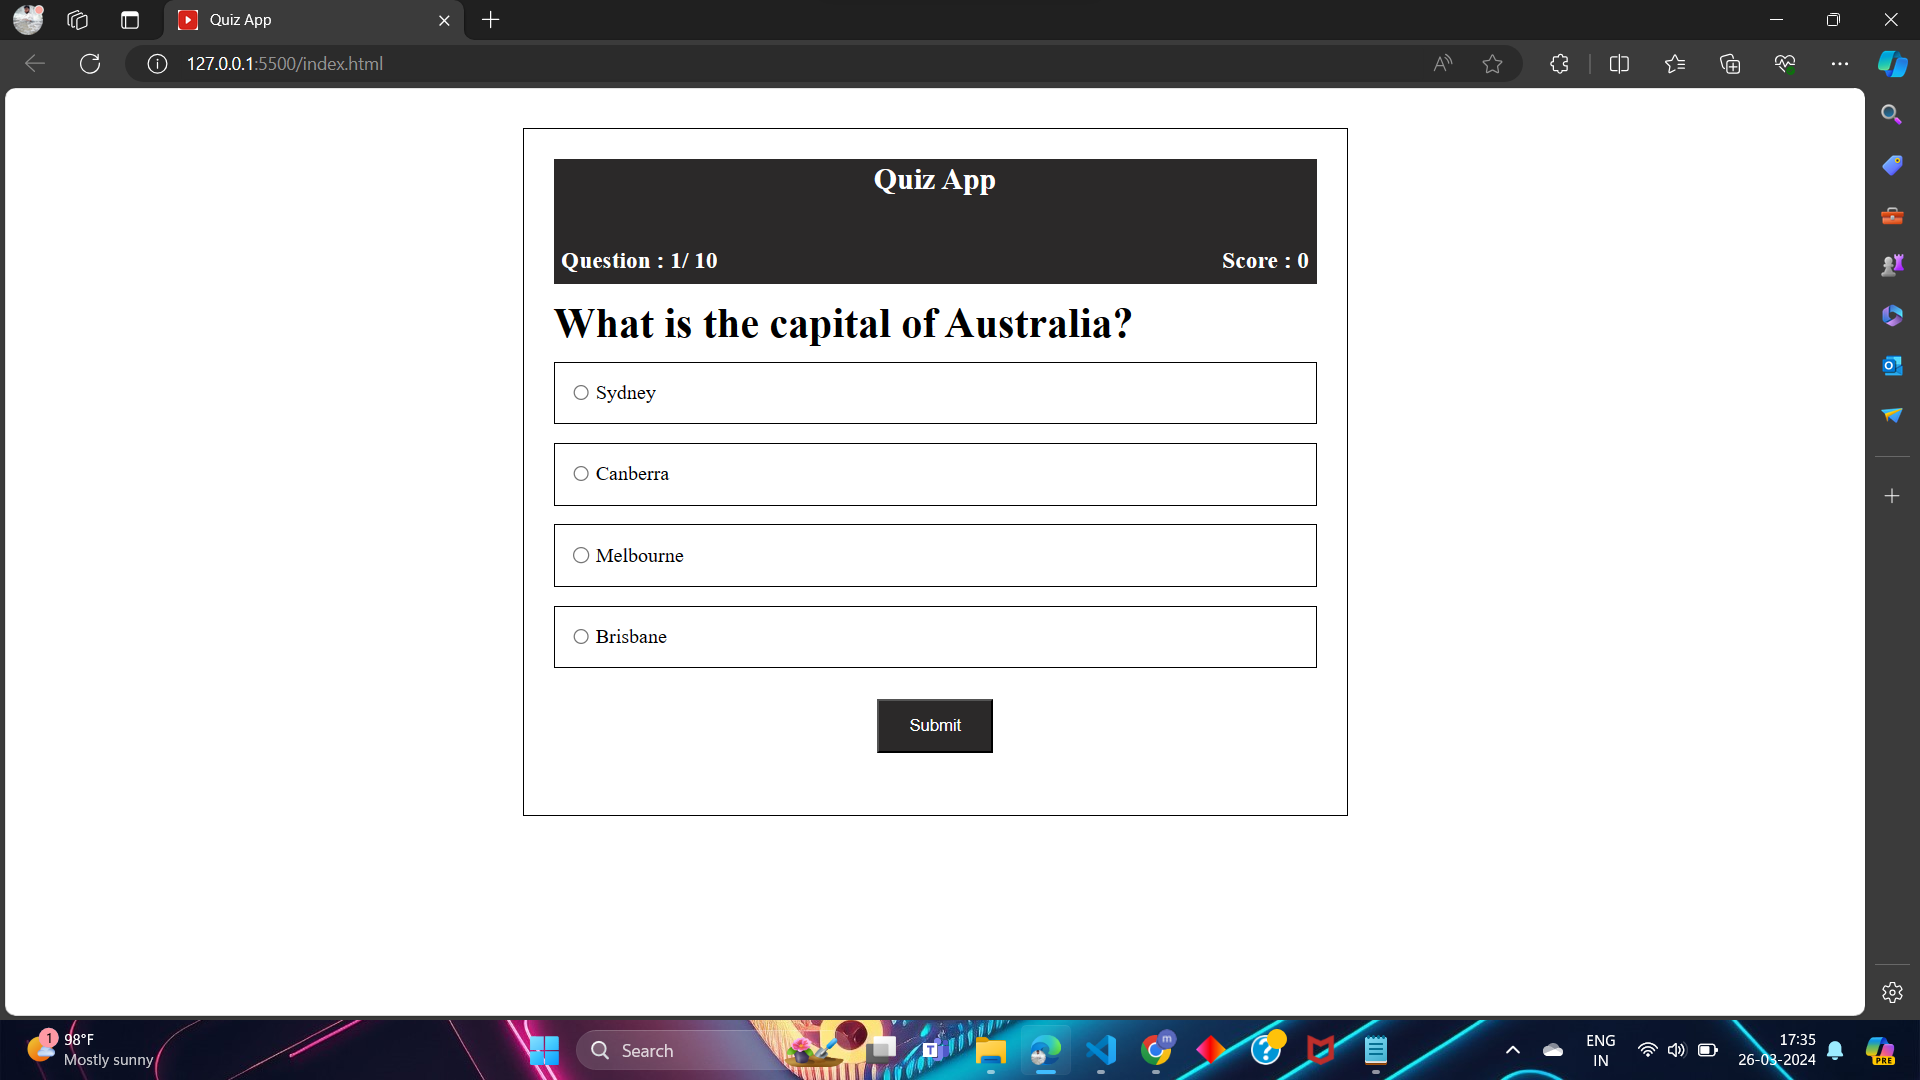 Quiz App
127.0.0.1:5500/index.html
Quiz App
Question : 1/ 10
Score : 0
What is the capital of Australia?
Sydney
Canberra
Melbourne
Brisbane
Submit
1
98°F
Mostly sunny
Search
T
m
ENG
IN
17:35
26-03-2024
PRE